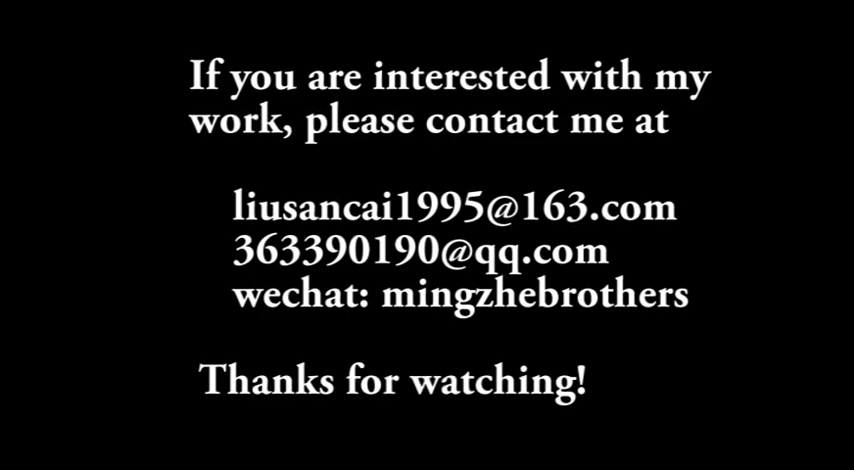 If you are interested with my
work, please contact me at
liusancai1995@163.com
363390190@qq.com
wechat: mingzhebrothers
Thanks for watching!